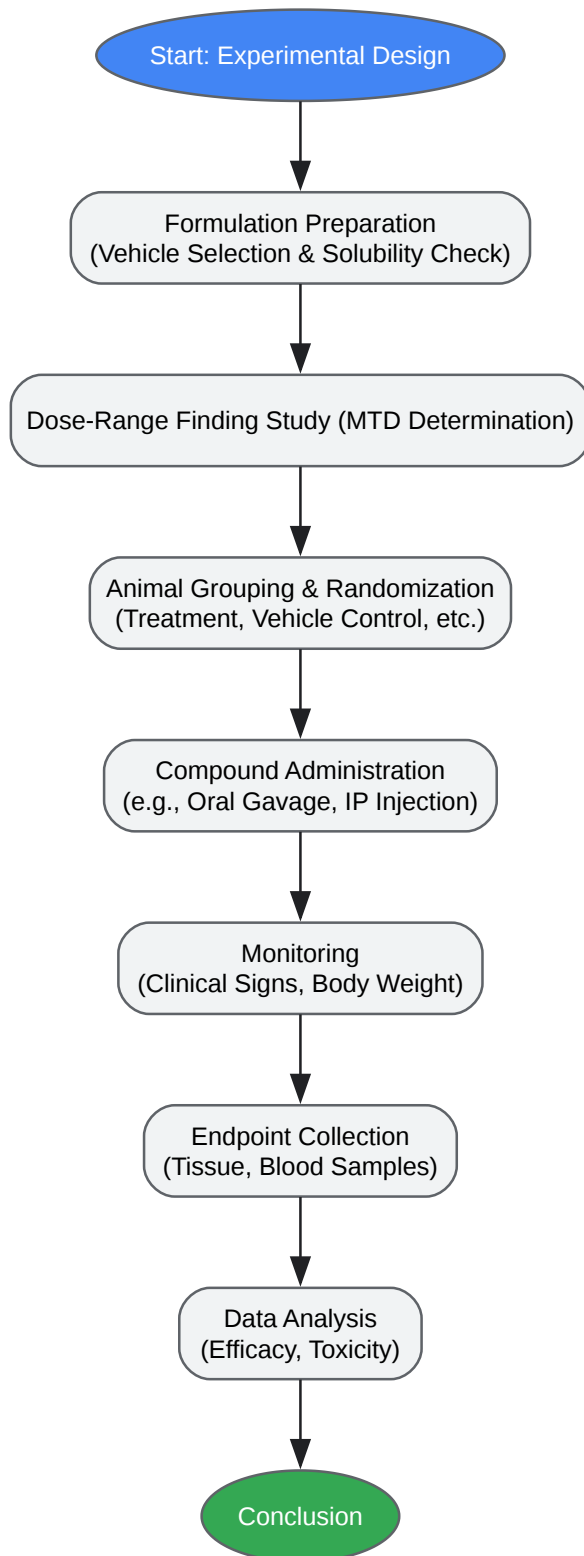 Start: Experimental Design
Formulation Preparation
(Vehicle Selection & Solubility Check)
Dose-Range Finding Study (MTD Determination)
Animal Grouping & Randomization
(Treatment, Vehicle Control, etc.)
Compound Administration
(e.g., Oral Gavage, IP Injection)
Monitoring
(Clinical Signs, Body Weight)
Endpoint Collection
(Tissue, Blood Samples)
Data Analysis
(Efficacy, Toxicity)
Conclusion